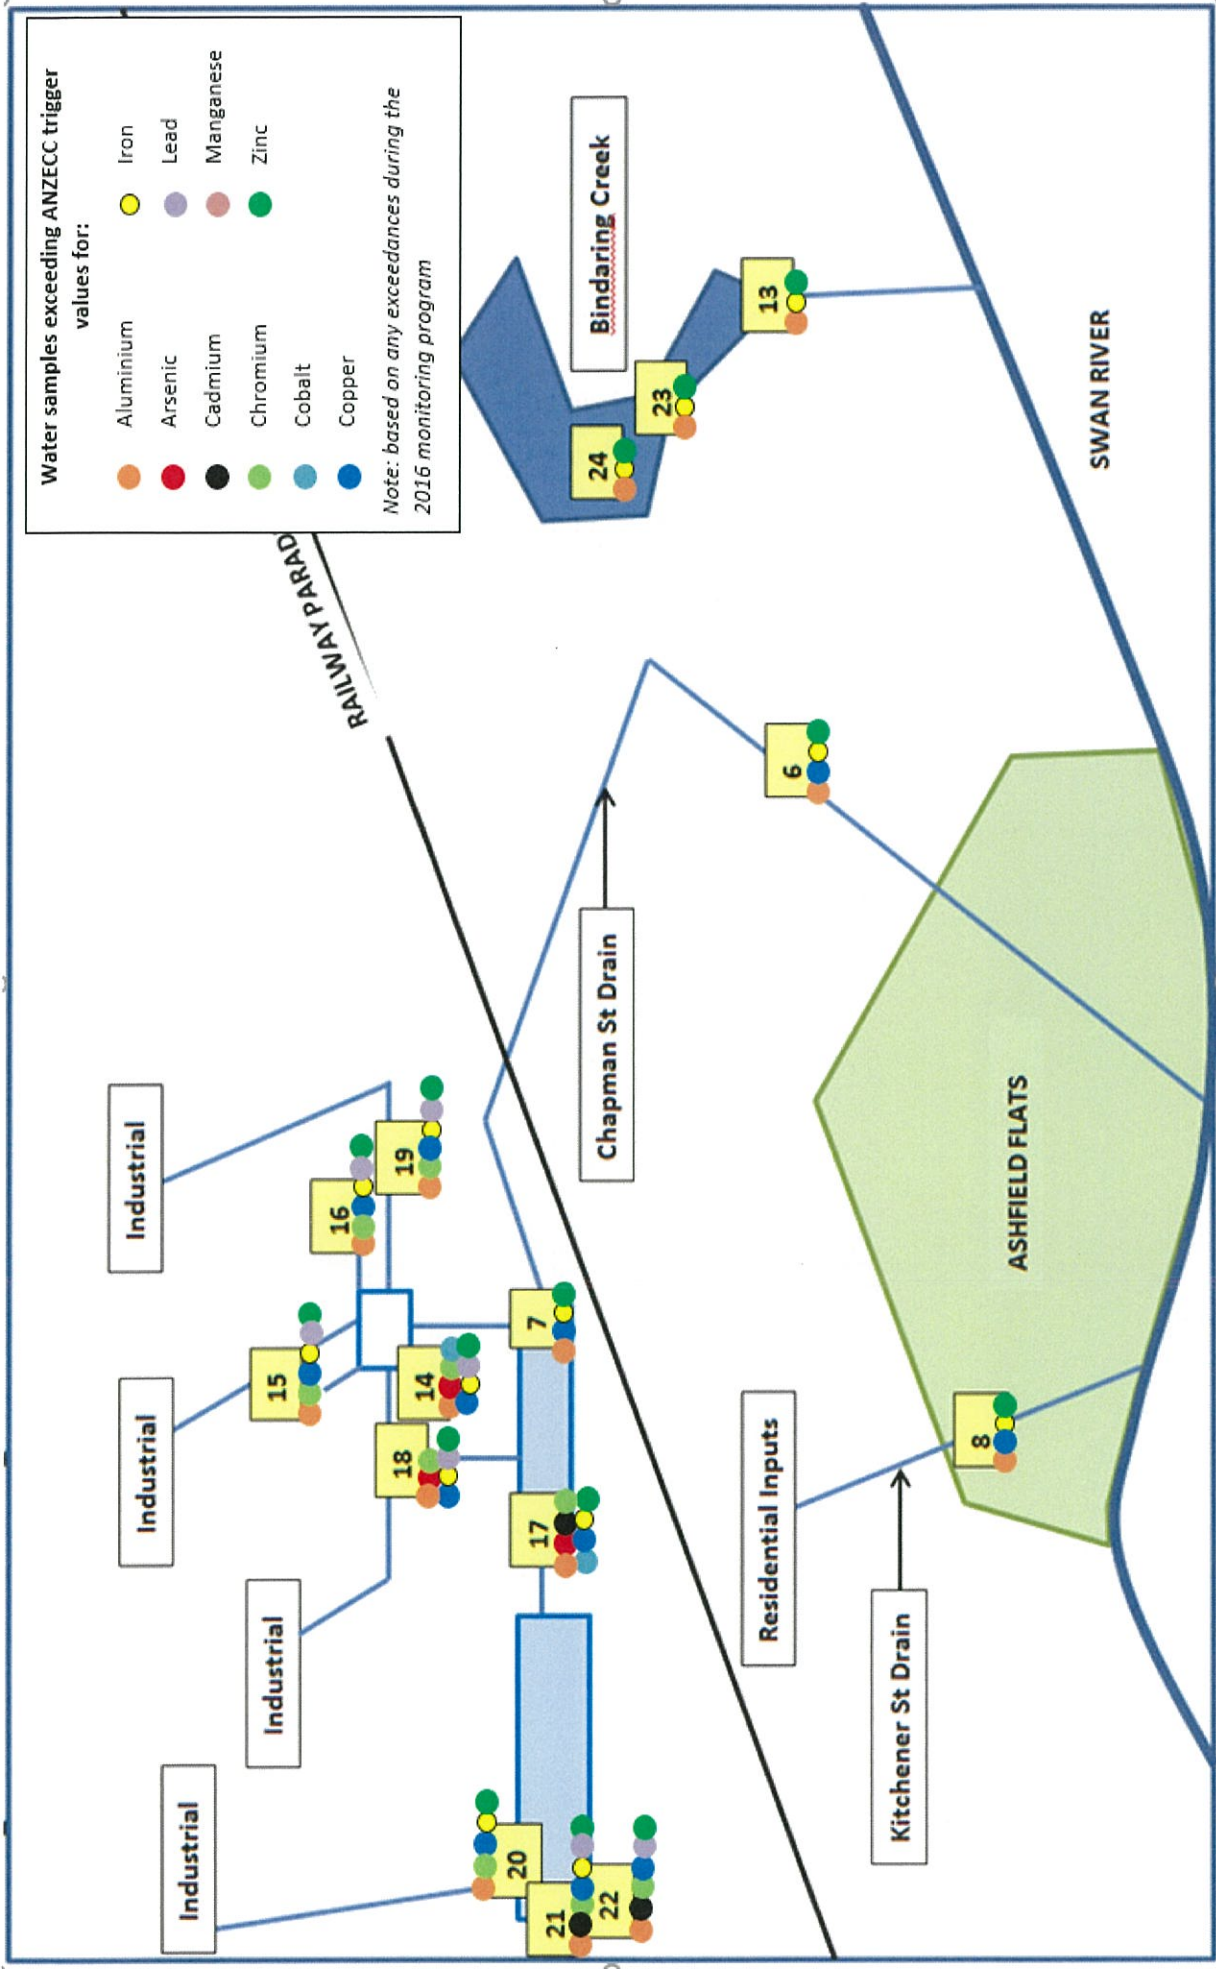 Water samples exceeding ANZECC trigger
values for:
Aluminium
Iron
Arsenic
Lead
Cadmium
Manganese
Chromium
Zinc
Cobalt
Copper
Note: based on any exceedances during the
2016 monitoring program
Industrial
Industrial
Industrial
Industrial
RAILWAY PARAD
15
16
18
14
19
20
21
22
17
7
Chapman St Drain
24
23
13
Bindaring Creek
6
Residential Inputs
Kitchener St Drain
8
ASHFIELD FLATS
SWAN RIVER